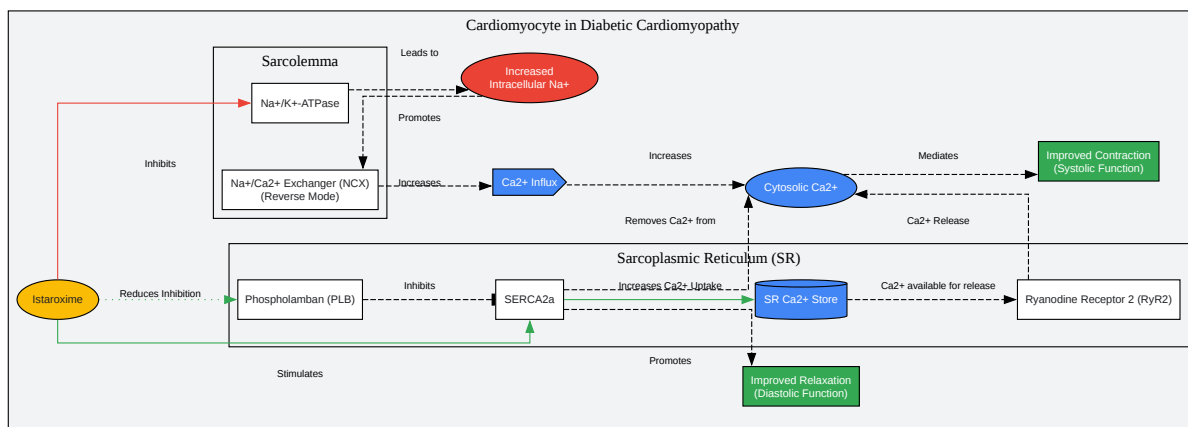 Cardiomyocyte in Diabetic Cardiomyopathy
Sarcolemma
Leads to
Increased
Intracellular Na+
Na+/K+-ATPase
Promotes
Inhibits
Increases
Mediates
Improved Contraction
(Systolic Function)
Na+/Ca2+ Exchanger (NCX)
(Reverse Mode)
Increases
Ca2+ Influx
Cytosolic Ca2+
Removes Ca2+ from
Ca2+ Release
Sarcoplasmic Reticulum (SR)
Istaroxime
Reduces Inhibition
Phospholamban (PLB)
Inhibits
SERCA2a
Increases Ca2+ Uptake
SR Ca2+ Store
Ca2+ available for release
Ryanodine Receptor 2 (RyR2)
Stimulates
Promotes
Improved Relaxation
(Diastolic Function)